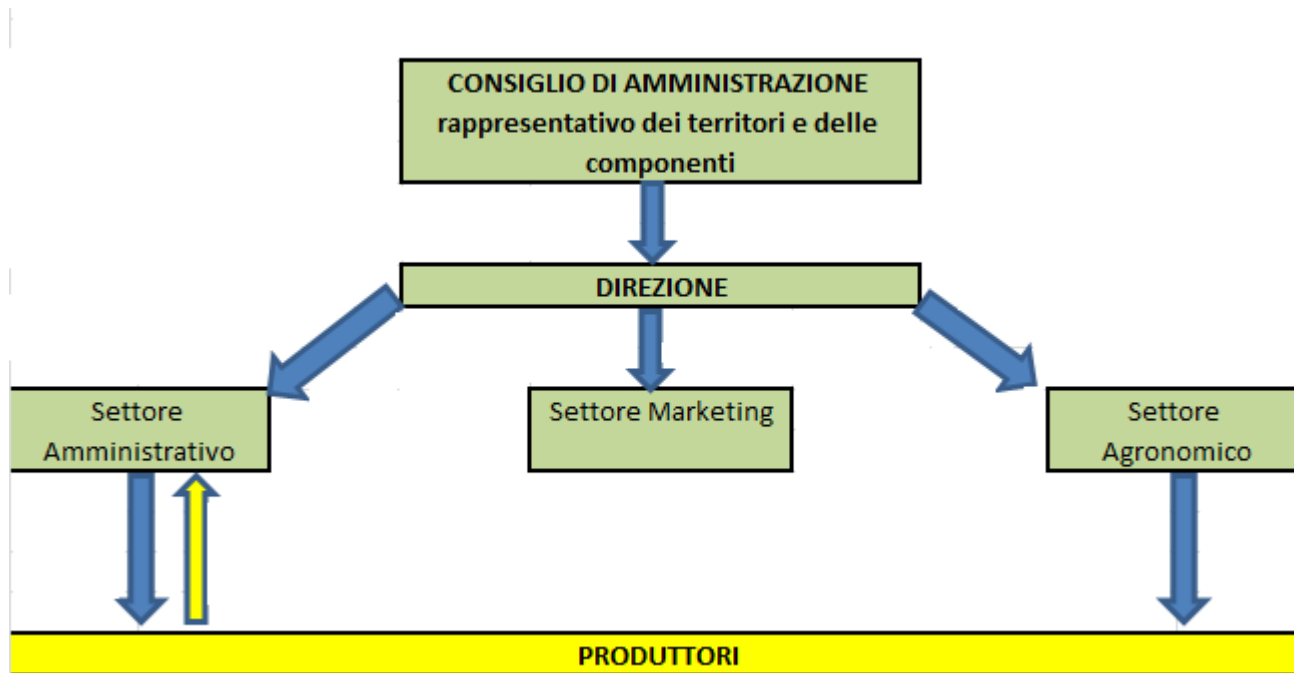 CONSIGLIO DI AMMINISTRAZIONE
rappresentativo dei territori e delle
componenti
DIREZIONE
Settore
Amministrativo
Settore Marketing
Settore
Agronomico
PRODUTTORI